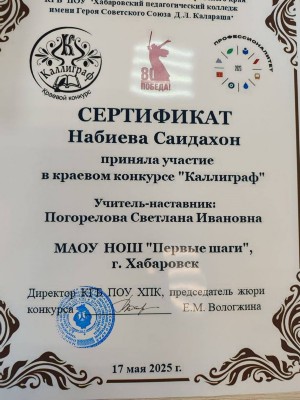 КГБ ПОУ "Хабаровский педагогический колледж
имени Героя Советского Союза Д.Л. Калараша"
Каллиграф
Краевой конкурс
80
ПОБЕДА!
ПРОФЕССИОНАЛИТЕТ
СЕРТИФИКАТ
Набиева Саидахон
приняла участие
в краевом конкурсе "Каллиграф"
Учитель-наставник:
Погорелова Светлана Ивановна
МАОУ НОШ "Первые шаги",
г. Хабаровск
Директор КГБ ПОУ ХПК, председатель жюри
конкурса Е.М. Вологжина
17 мая 2025 г.